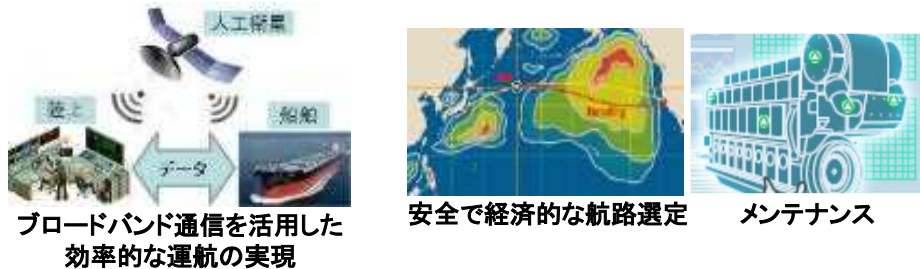 人工衛星
陸上
船舶
データ
ブロードバンド通信を活用した
効率的な運航の実現
安全で経済的な航路選定
メンテナンス